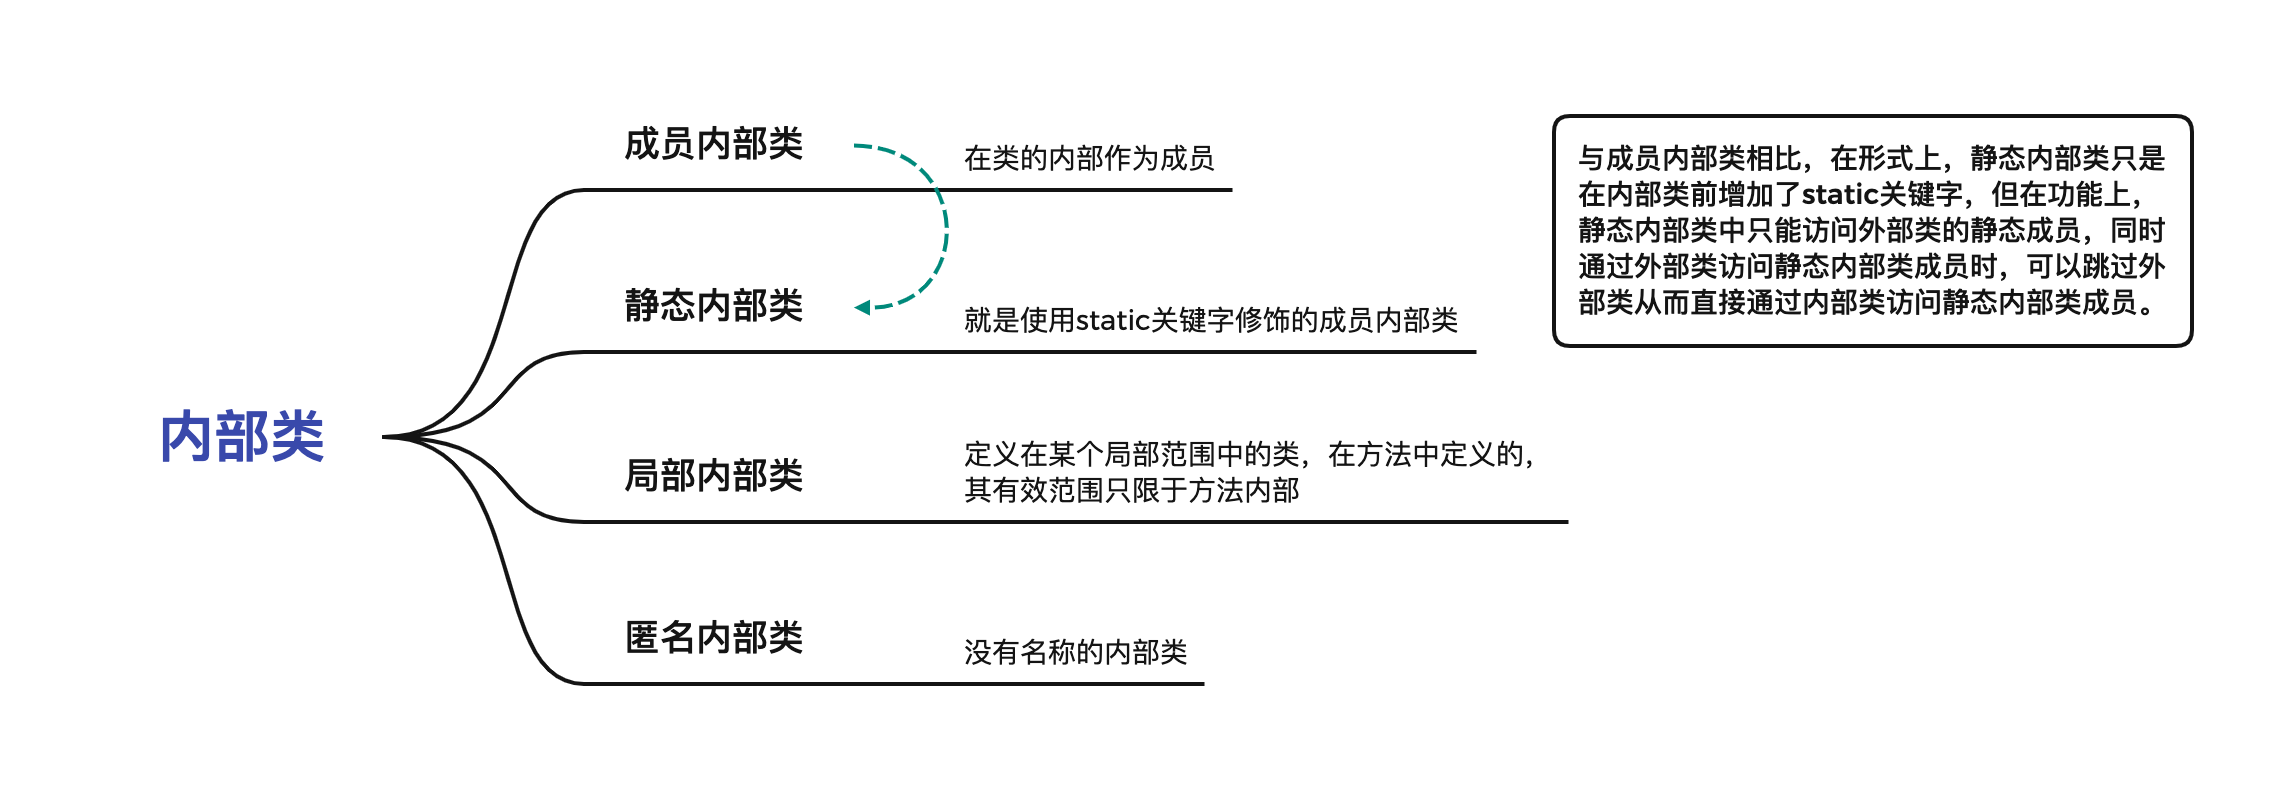 内部类
成员内部类
在类的内部作为成员
静态内部类
就是使用static关键字修饰的成员内部类
局部内部类
定义在某个局部范围中的类，在方法中定义的，
其有效范围只限于方法内部
匿名内部类
没有名称的内部类
与成员内部类相比，在形式上，静态内部类只是
在内部类前增加了static关键字，但在功能上，
静态内部类中只能访问外部类的静态成员，同时
通过外部类访问静态内部类成员时，可以跳过外
部类从而直接通过内部类访问静态内部类成员。